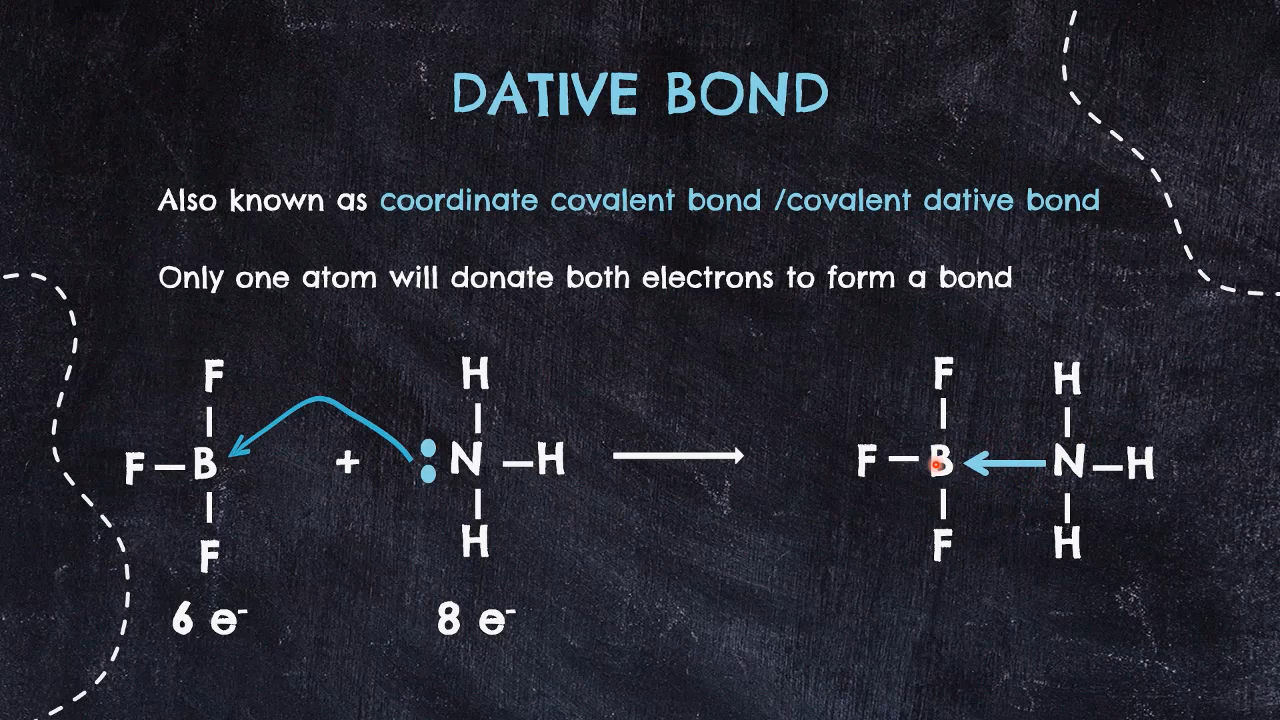 DATIVE BOND
Also known as coordinate covalent bond /covalent dative bond
Only one atom will donate both electrons to form a bond
F H F H
F B + N H F B N H
F H F H
6 e⁻ 8 e⁻